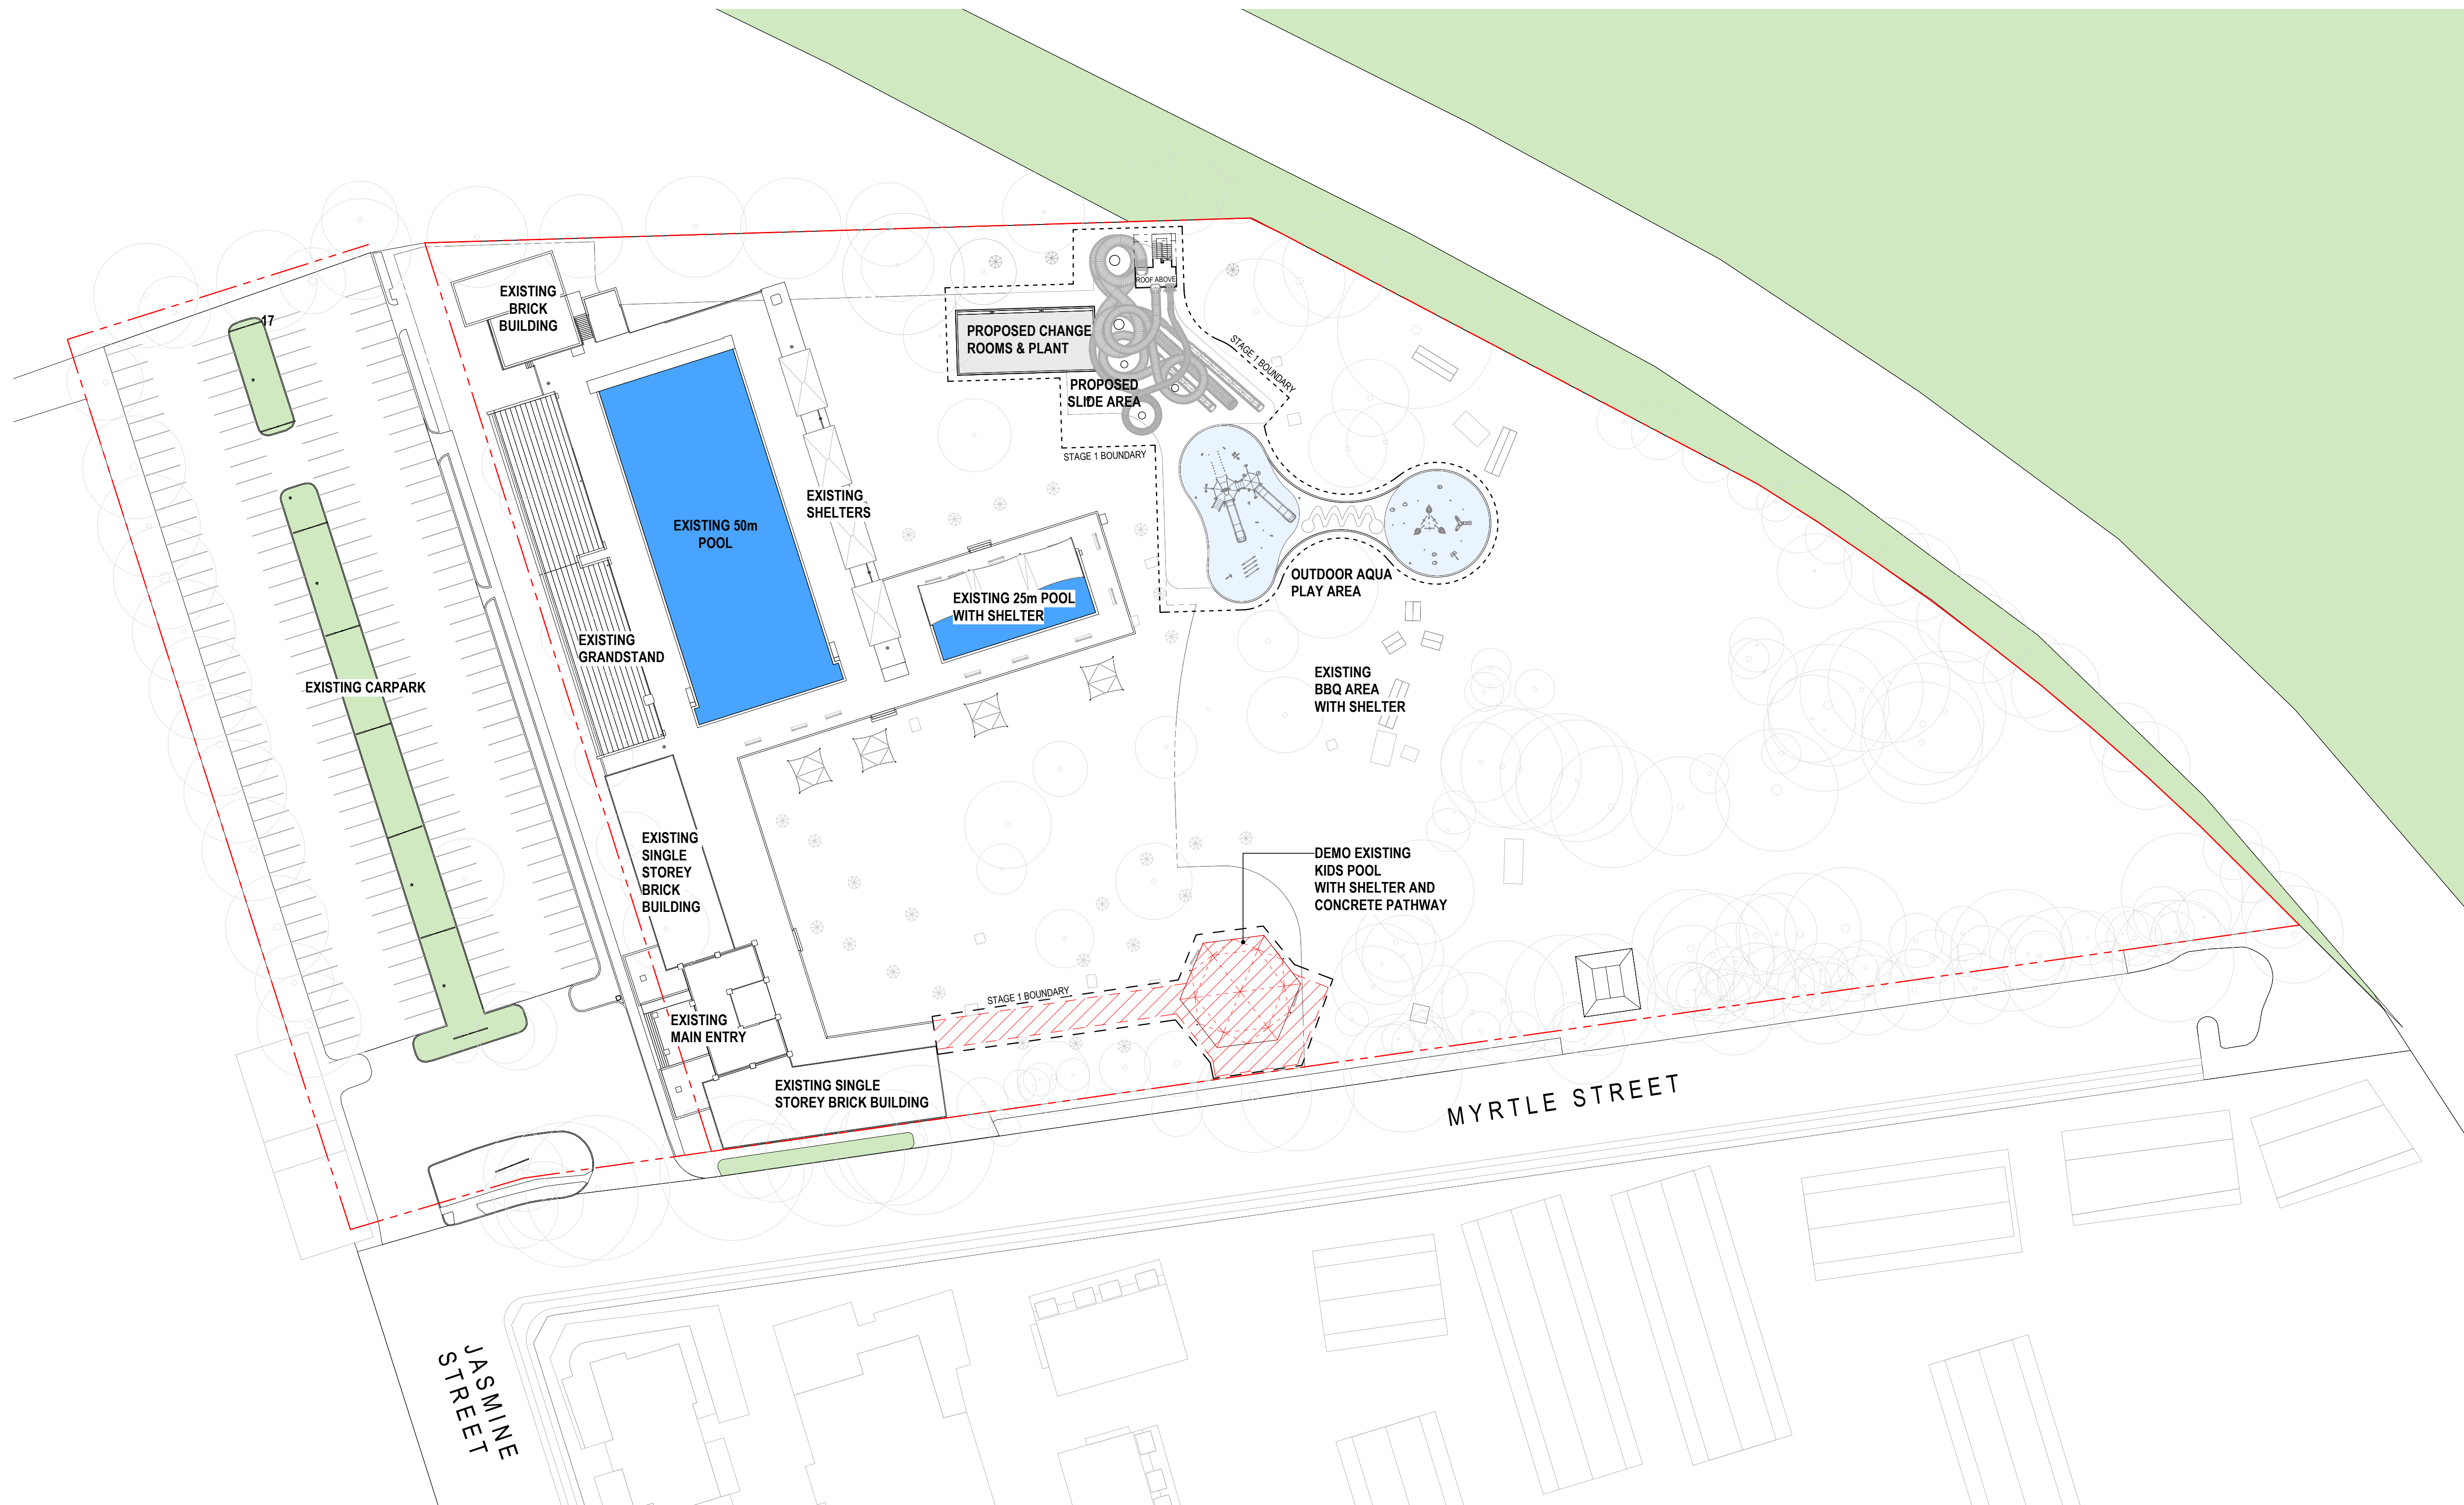 17
EXISTING
BRICK
BUILDING
ROOF ABOVE
PROPOSED CHANGE
ROOMS & PLANT
STAGE 1 BOUNDARY
PROPOSED
SLIDE AREA
STAGE 1 BOUNDARY
EXISTING
SHELTERS
EXISTING 50m
POOL
EXISTING 25m POOL
WITH SHELTER
OUTDOOR AQUA
PLAY AREA
EXISTING
GRANDSTAND
EXISTING CARPARK
EXISTING
BBQ AREA
WITH SHELTER
EXISTING
SINGLE
STOREY
BRICK
BUILDING
DEMO EXISTING
KIDS POOL
WITH SHELTER AND
CONCRETE PATHWAY
STAGE 1 BOUNDARY
EXISTING
MAIN ENTRY
EXISTING SINGLE
STOREY BRICK BUILDING
MYRTLE STREET
JASMINE
STREET